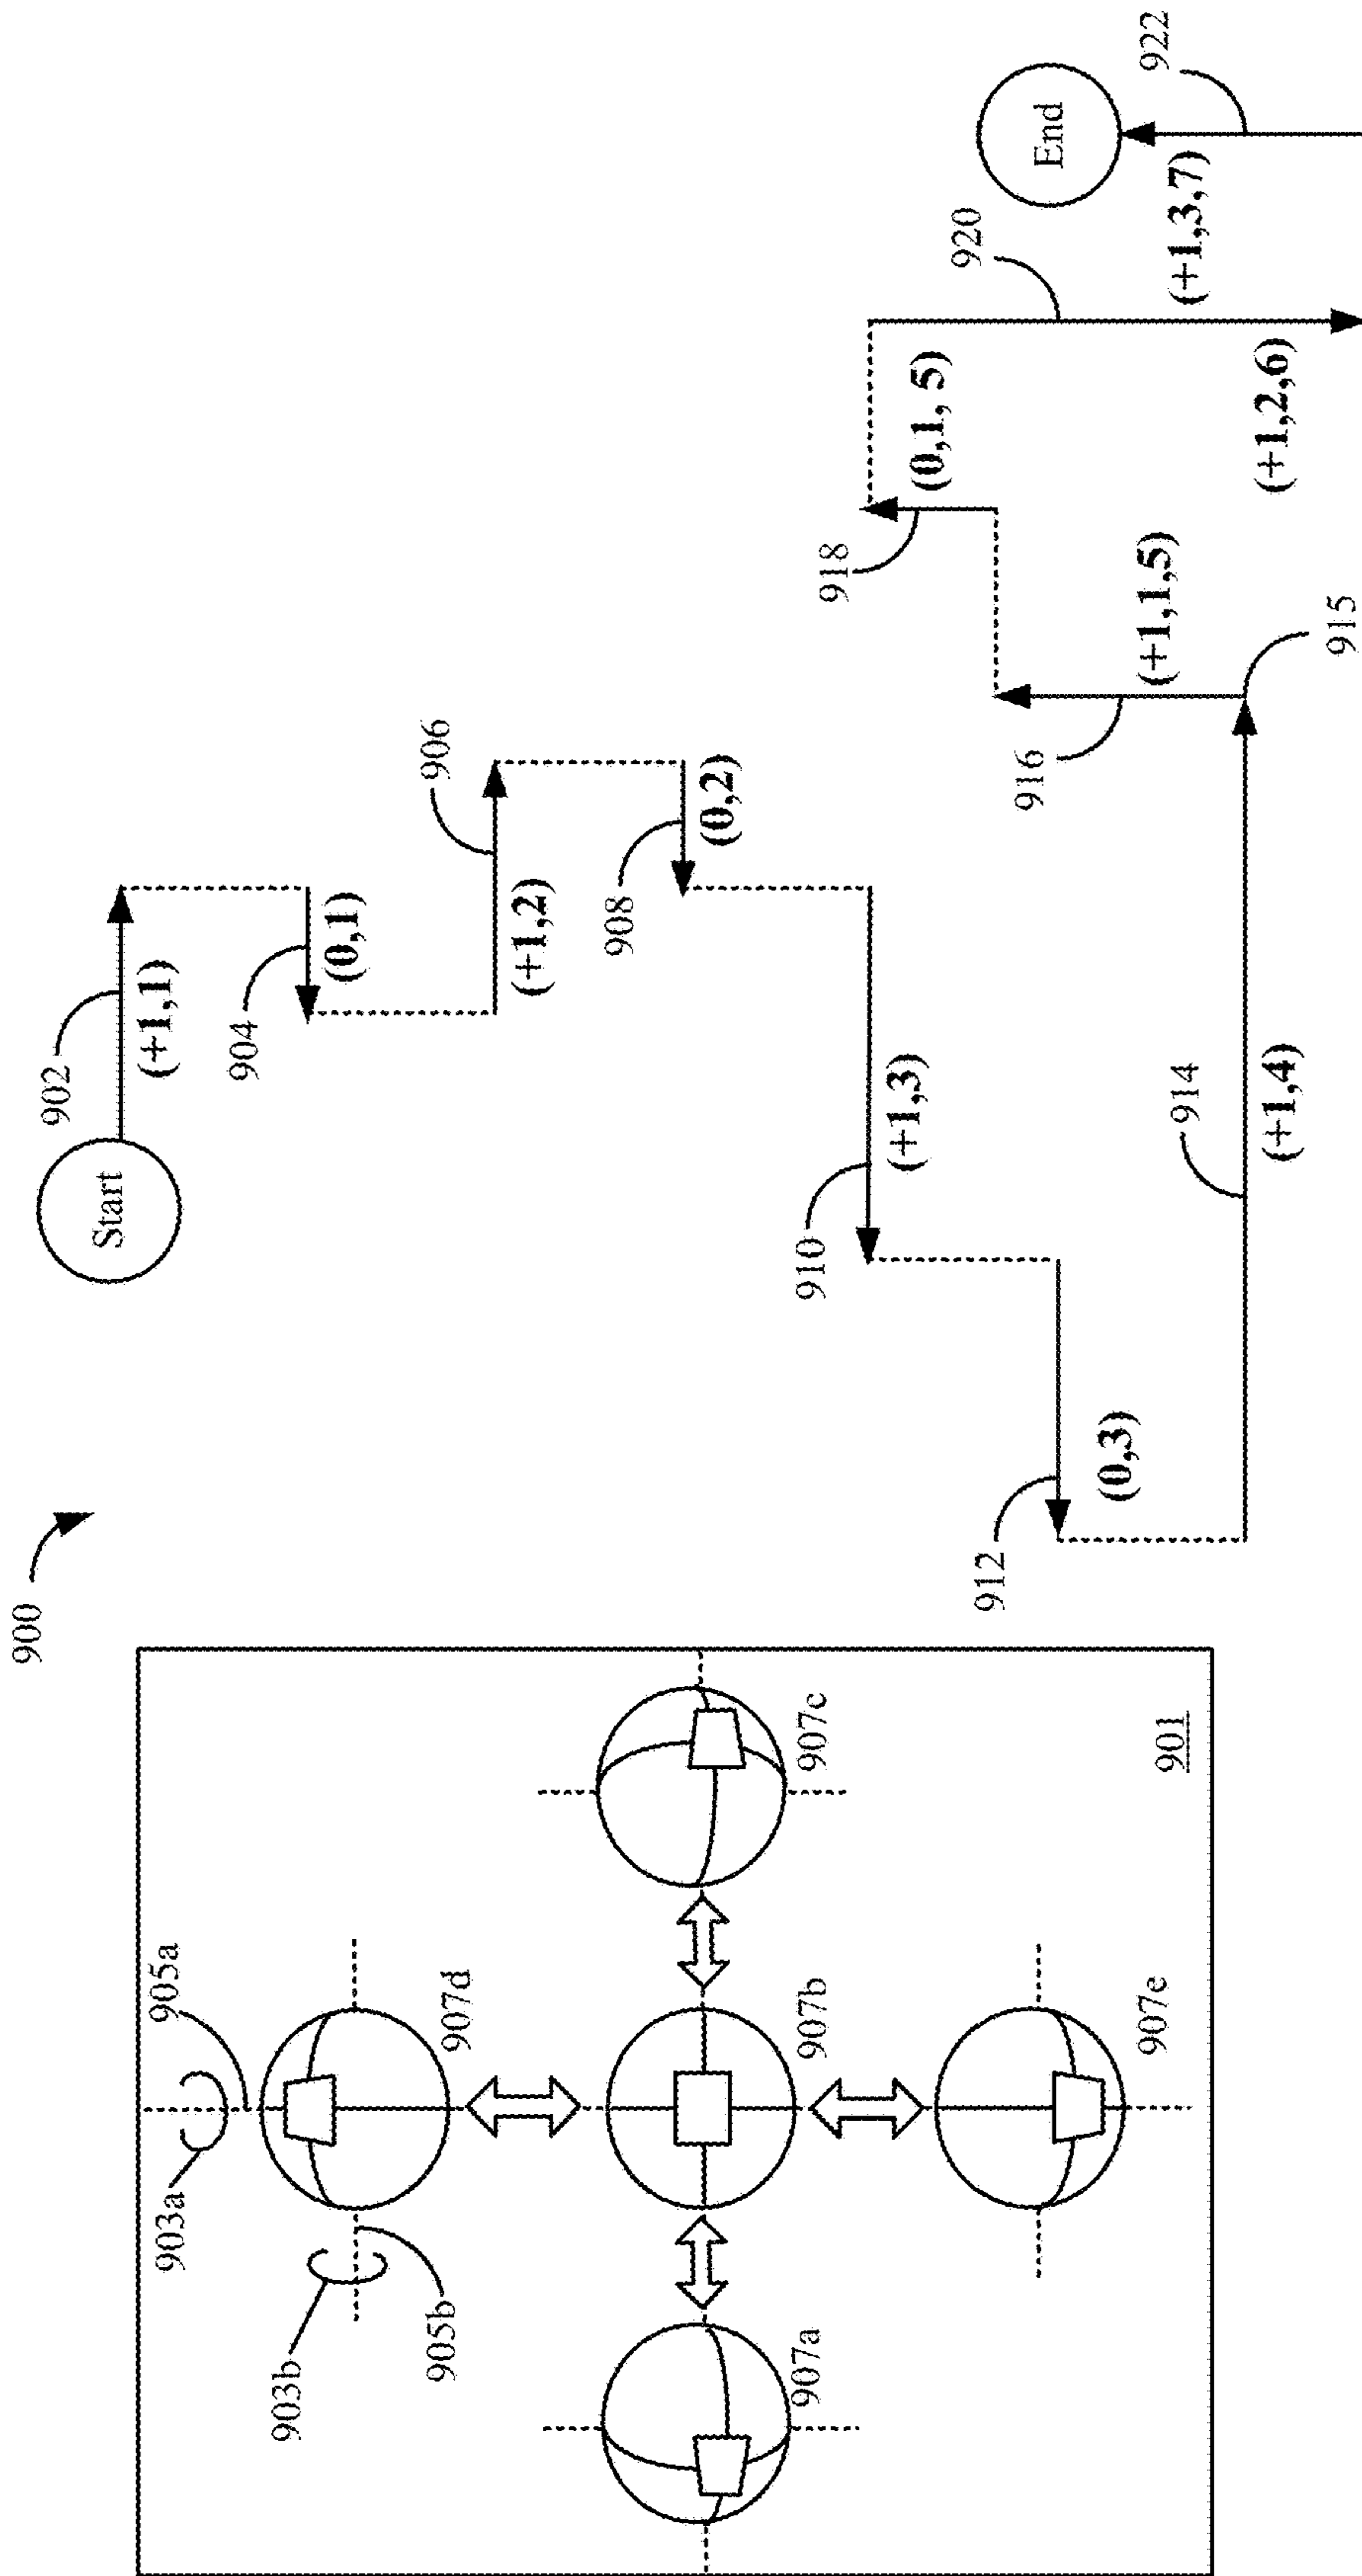 900
903a
905a
903b
905b
907d
907a
907b
907c
907e
901
Start
902
(+1,1)
904
(0,1)
906
(+1,2)
908
(0,2)
910
(+1,3)
912
(0,3)
914
(+1,4)
915
916
(+1,1,5)
918
(0,1, 5)
920
(+1,2,6)
(+1,3,7)
922
End